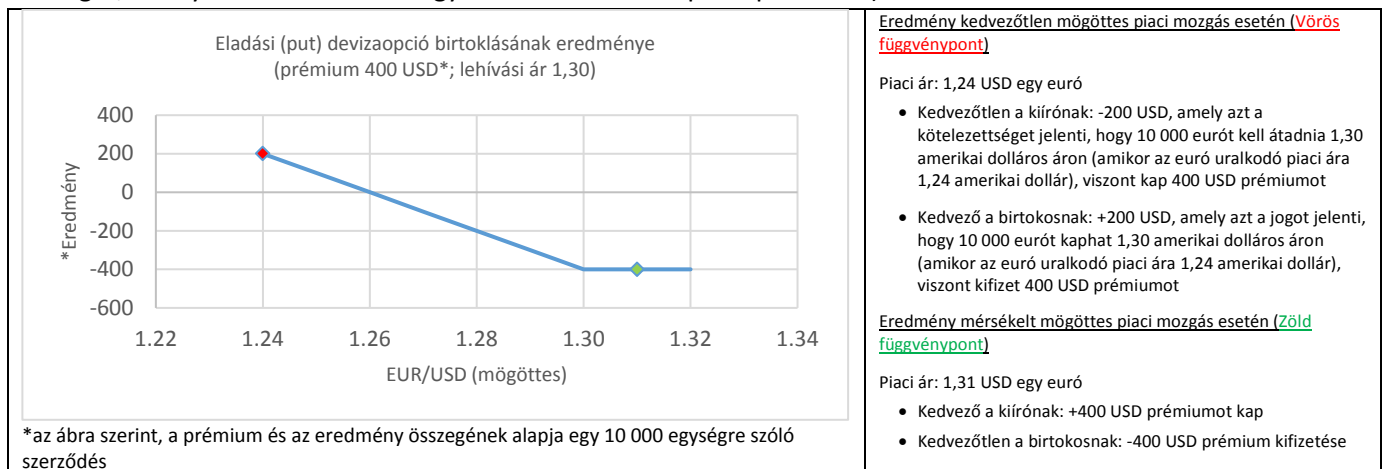 Eladási (put) devizaopció birtoklásának eredménye
(prémium 400 USD*; lehívási ár 1,30)
*Eredmény
400
200
0
-200
-400
-600
1.22 1.24 1.26 1.28 1.30 1.32 1.34
EUR/USD (mögöttes)
*az ábra szerint, a prémium és az eredmény összegének alapja egy 10 000 egységre szóló
szerződés
Eredmény kedvezőtlen mögöttes piaci mozgás esetén (Vörös
függvénypont)
Piaci ár: 1,24 USD egy euró
• Kedvezőtlen a kiírónak: -200 USD, amely azt a
kötelezettséget jelenti, hogy 10 000 eurót kell átadnia 1,30
amerikai dolláros áron (amikor az euró uralkodó piaci ára
1,24 amerikai dollár), viszont kap 400 USD prémiumot
• Kedvező a birtokosnak: +200 USD, amely azt a jogot jelenti,
hogy 10 000 eurót kaphat 1,30 amerikai dolláros áron
(amikor az euró uralkodó piaci ára 1,24 amerikai dollár),
viszont kifizet 400 USD prémiumot
Eredmény mérsékelt mögöttes piaci mozgás esetén (Zöld
függvénypont)
Piaci ár: 1,31 USD egy euró
• Kedvező a kiírónak: +400 USD prémiumot kap
• Kedvezőtlen a birtokosnak: -400 USD prémium kifizetése